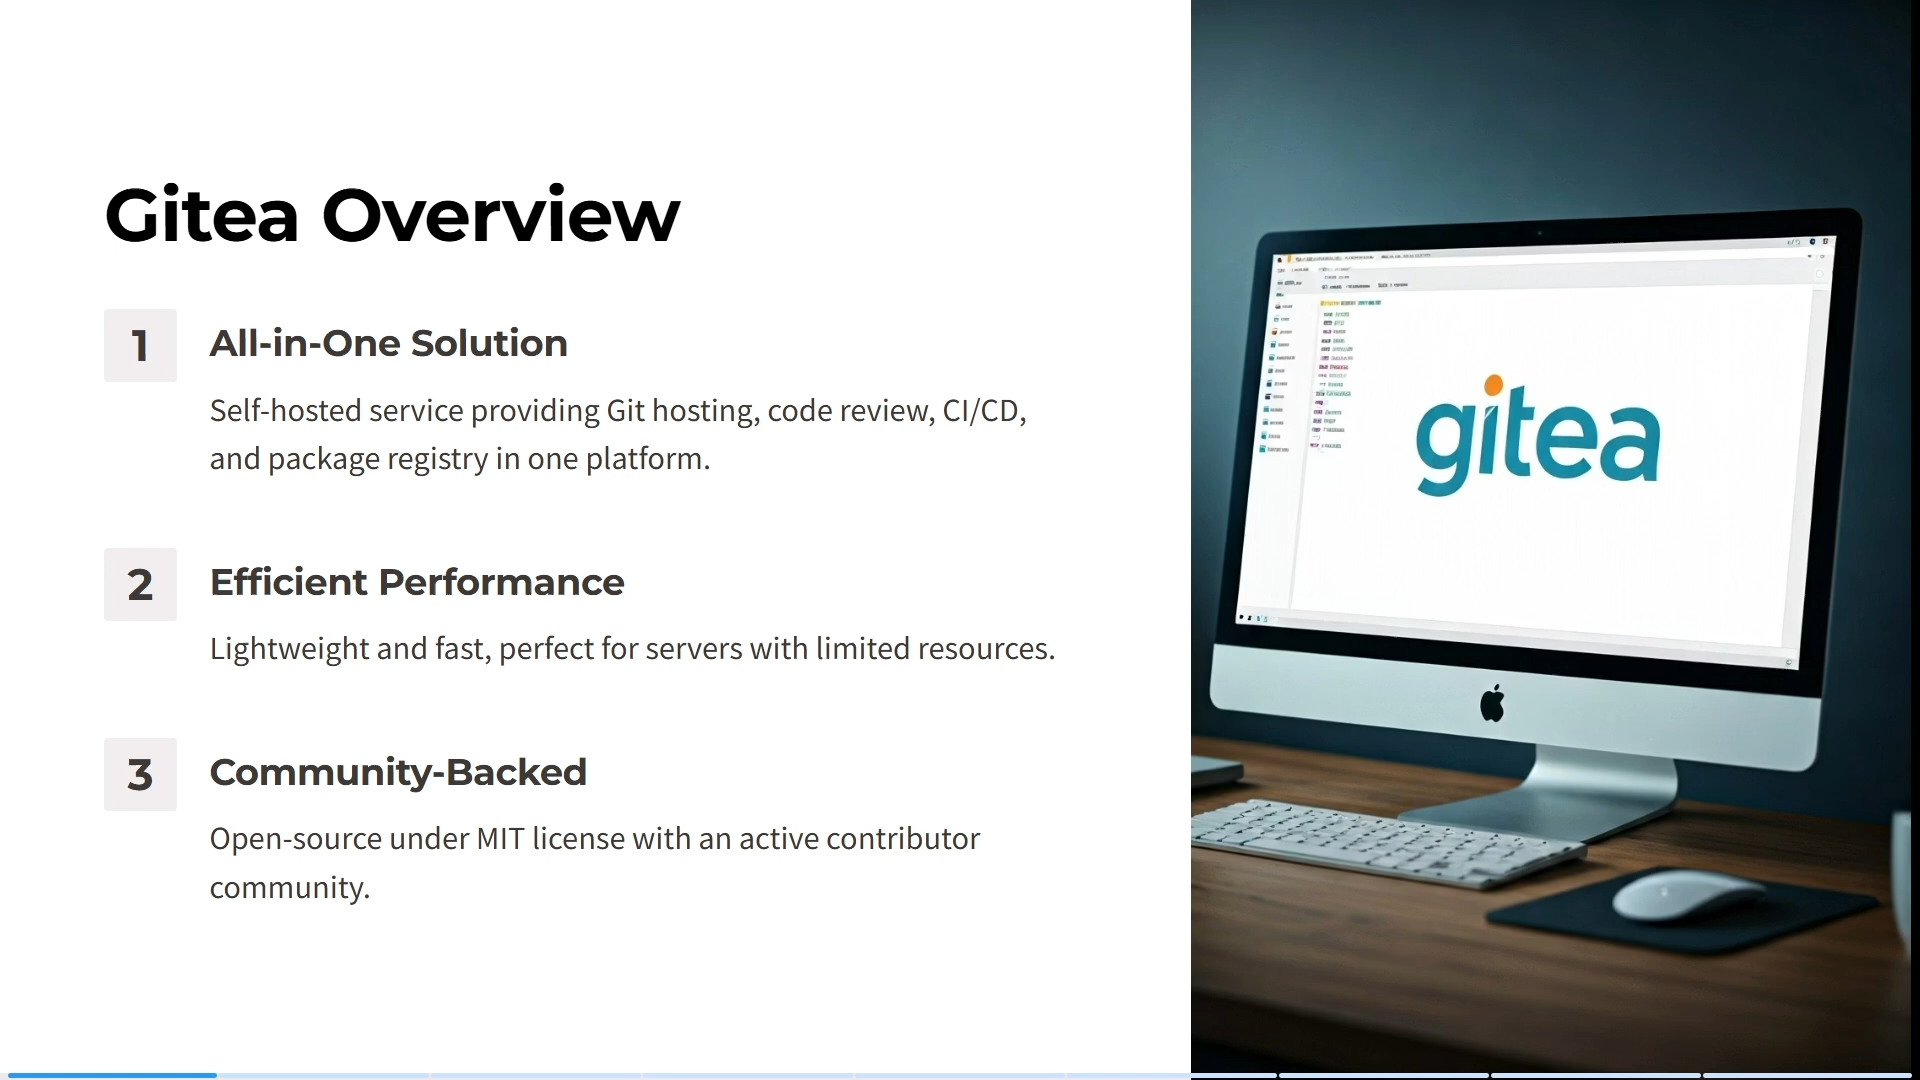 Gitea Overview
1
All-in-One Solution
Self-hosted service providing Git hosting, code review, CI/CD,
and package registry in one platform.
2
Efficient Performance
Lightweight and fast, perfect for servers with limited resources.
3
Community-Backed
Open-source under MIT license with an active contributor
community.
gitea